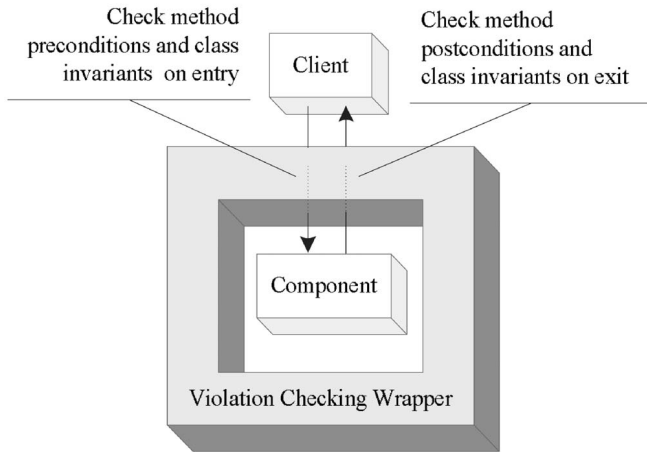 Check method
preconditions and class
invariants on entry
Client
Check method
postconditions and
class invariants on exit
Component
Violation Checking Wrapper